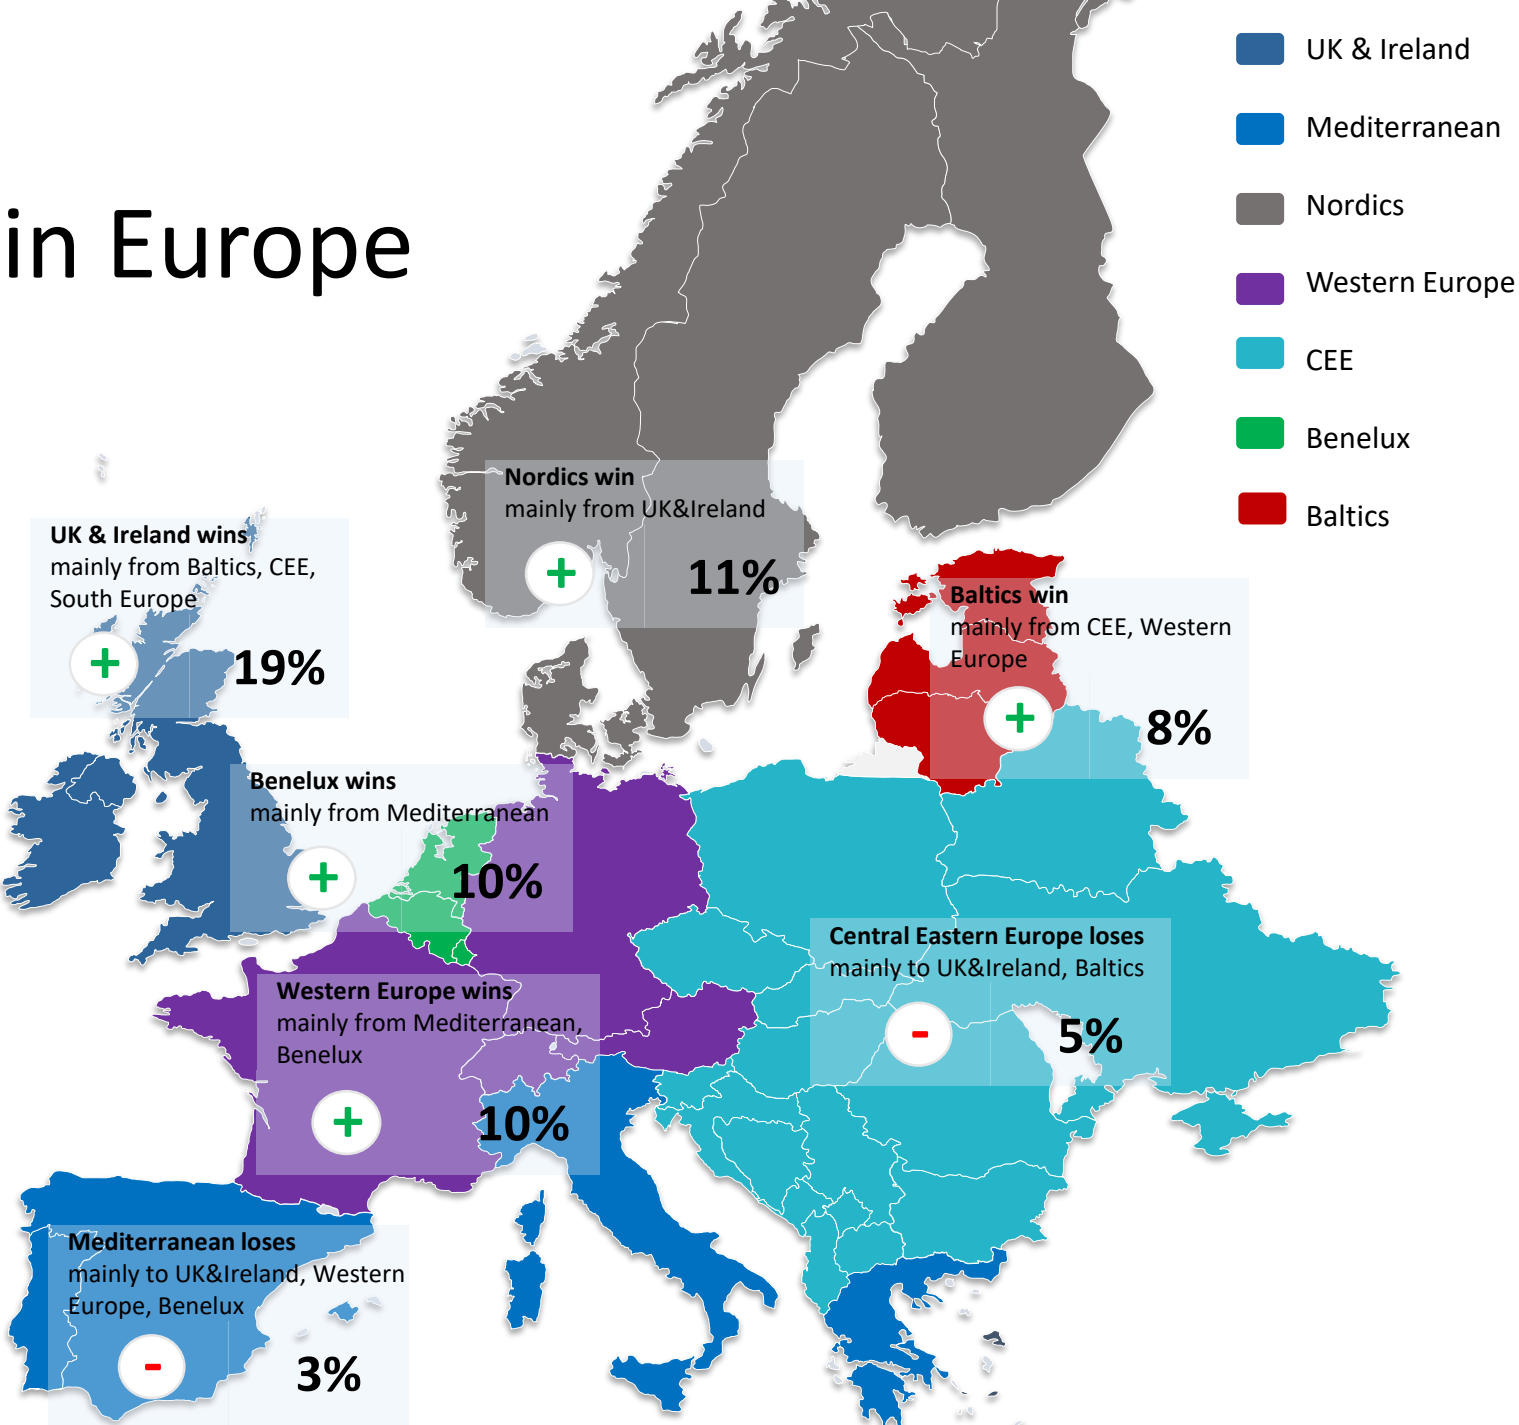 in Europe
UK & Ireland
Mediterranean
Nordics
Western Europe
CEE
Benelux
Baltics
Nordics win
mainly from UK&Ireland
+
11%
UK & Ireland wins
mainly from Baltics, CEE,
South Europe
+
19%
Baltics win
mainly from CEE, Western
Europe
+
8%
Benelux wins
mainly from Mediterranean
+
10%
Central Eastern Europe loses
mainly to UK&Ireland, Baltics
-
5%
Western Europe wins
mainly from Mediterranean,
Benelux
+
10%
Mediterranean loses
mainly to UK&Ireland, Western
Europe, Benelux
-
3%